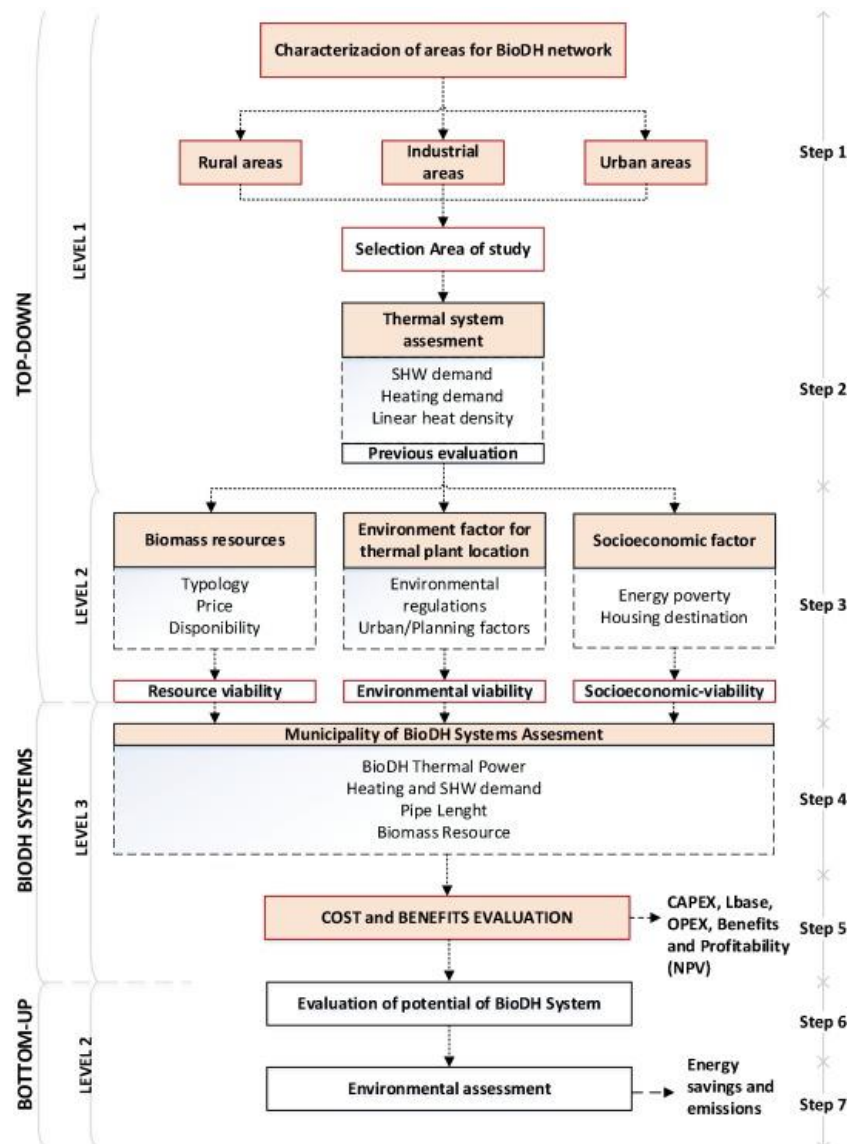 Characterizacion of areas for BioDH network
Step 1
Rural areas
Industrial
areas
Urban areas
LEVEL 1
Selection Area of study
TOP-DOWN
Thermal system
assesment
SHW demand
Heating demand
Linear heat density
Step 2
Previous evaluation
Biomass resources
Typology
Price
Disponibility
Environment factor for
thermal plant location
Environmental
regulations
Urban/Planning factors
Socioeconomic factor
Energy poverty
Housing destination
LEVEL 2
Step 3
Resource viability
Environmental viability
Socioeconomic-viability
Municipality of BioDH Systems Assesment
BioDH Thermal Power
Heating and SHW demand
Pipe Lenght
Biomass Resource
BIODH SYSTEMS
LEVEL 3
Step 4
COST and BENEFITS EVALUATION
CAPEX, Lbase,
OPEX, Benefits
and Profitability
(NPV)
Step 5
Evaluation of potential of BioDH System
Step 6
BOTTOM-UP
LEVEL 2
Environmental assessment
Energy
savings and
emissions
Step 7